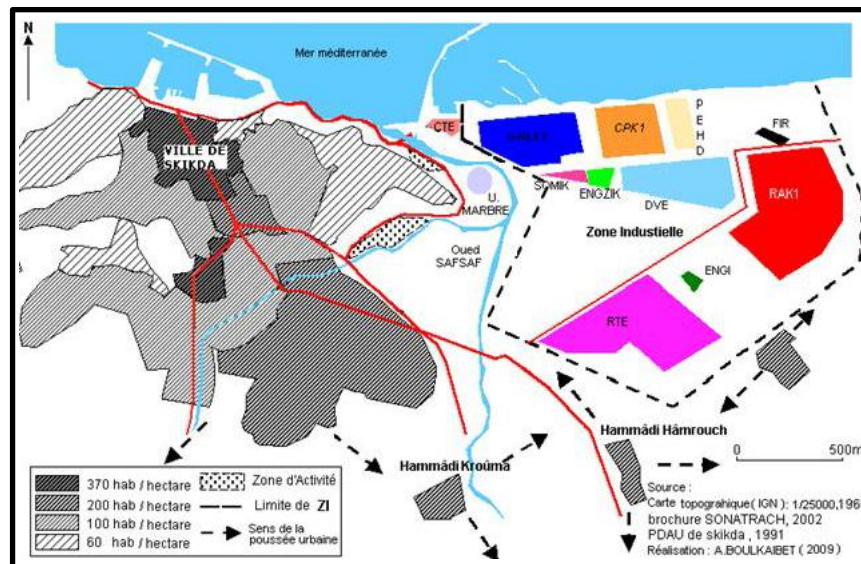 N
Mer méditerranée
VILLE DE
SKIKDA
CTE
CPK1
P
E
H
D
FIR
SOMIK
ENGZIK
DVE
RAK1
U.
MARBRE
Oued
SAFSAF
Zone Industielle
ENGI
RTE
Hammâdi Hâmrouch
Hammâdi Kroûma
0 500m
370 hab / hectare
200 hab / hectare
100 hab / hectare
60 hab / hectare
Zone d'Activité
Limite de ZI
Sens de la
poussée urbaine
Source :
Carte topograhique ( IGN ) : 1/25000,196
brochure SONATRACH, 2002
PDAU de skikda , 1991
Réalisation : A.BOULKAIBET ( 2009 )